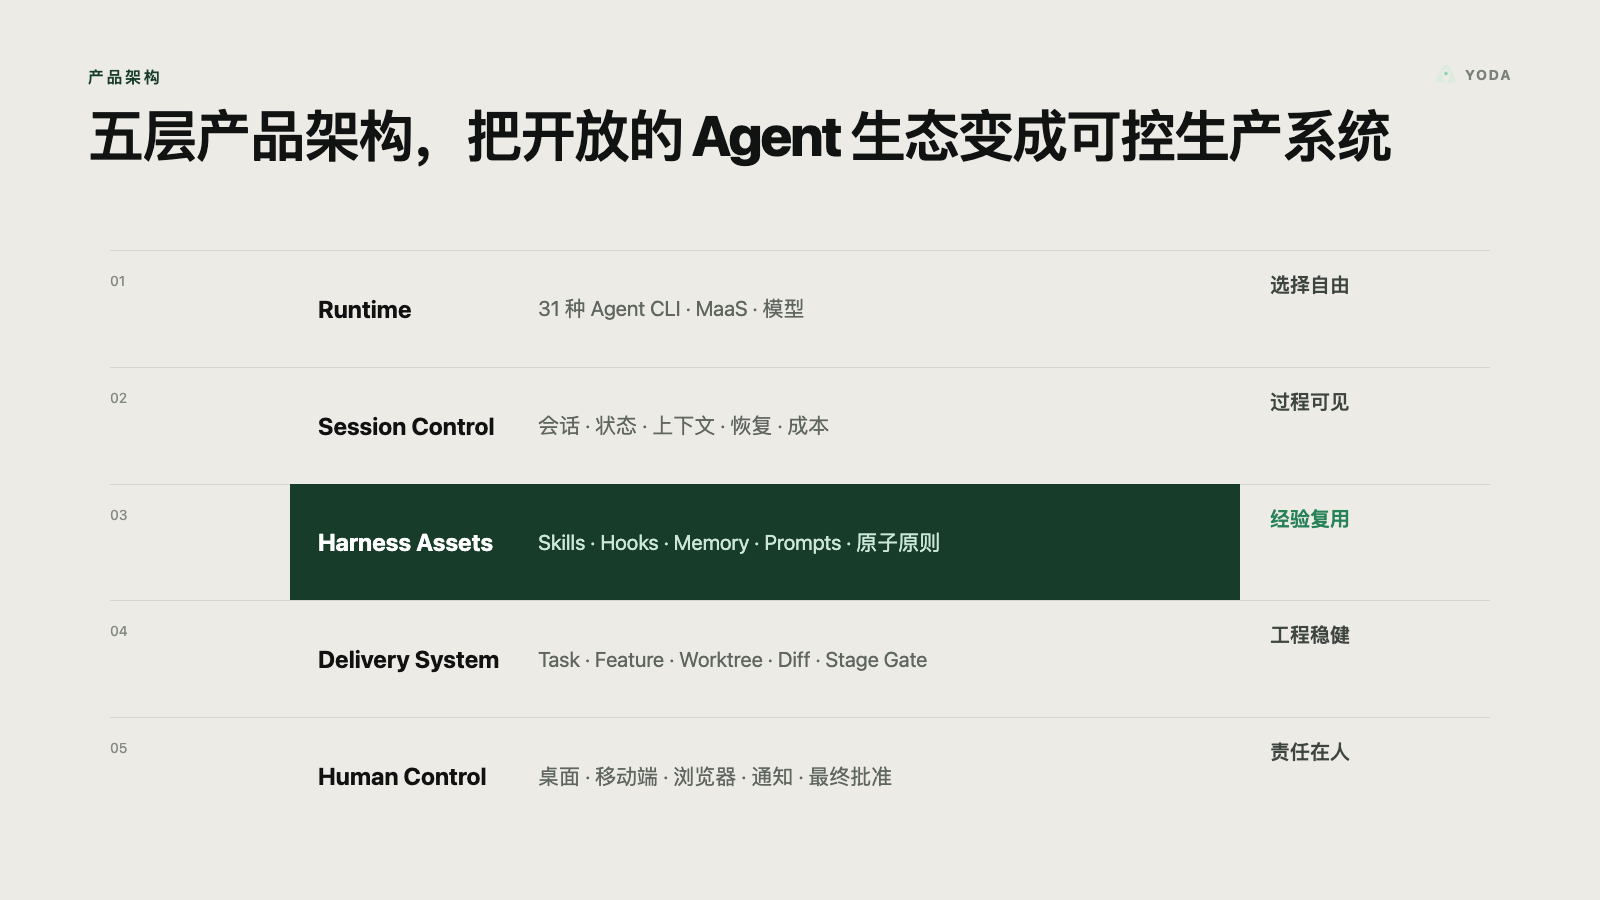 产品架构
YODA
五层产品架构，把开放的 Agent 生态变成可控生产系统
01
选择自由
Runtime
31 种 Agent CLI · MaaS · 模型
02
过程可见
Session Control
会话 · 状态 · 上下文 · 恢复 · 成本
03
经验复用
Harness Assets
Skills · Hooks · Memory · Prompts · 原子原则
04
工程稳健
Delivery System
Task · Feature · Worktree · Diff · Stage Gate
05
责任在人
Human Control
桌面 · 移动端 · 浏览器 · 通知 · 最终批准